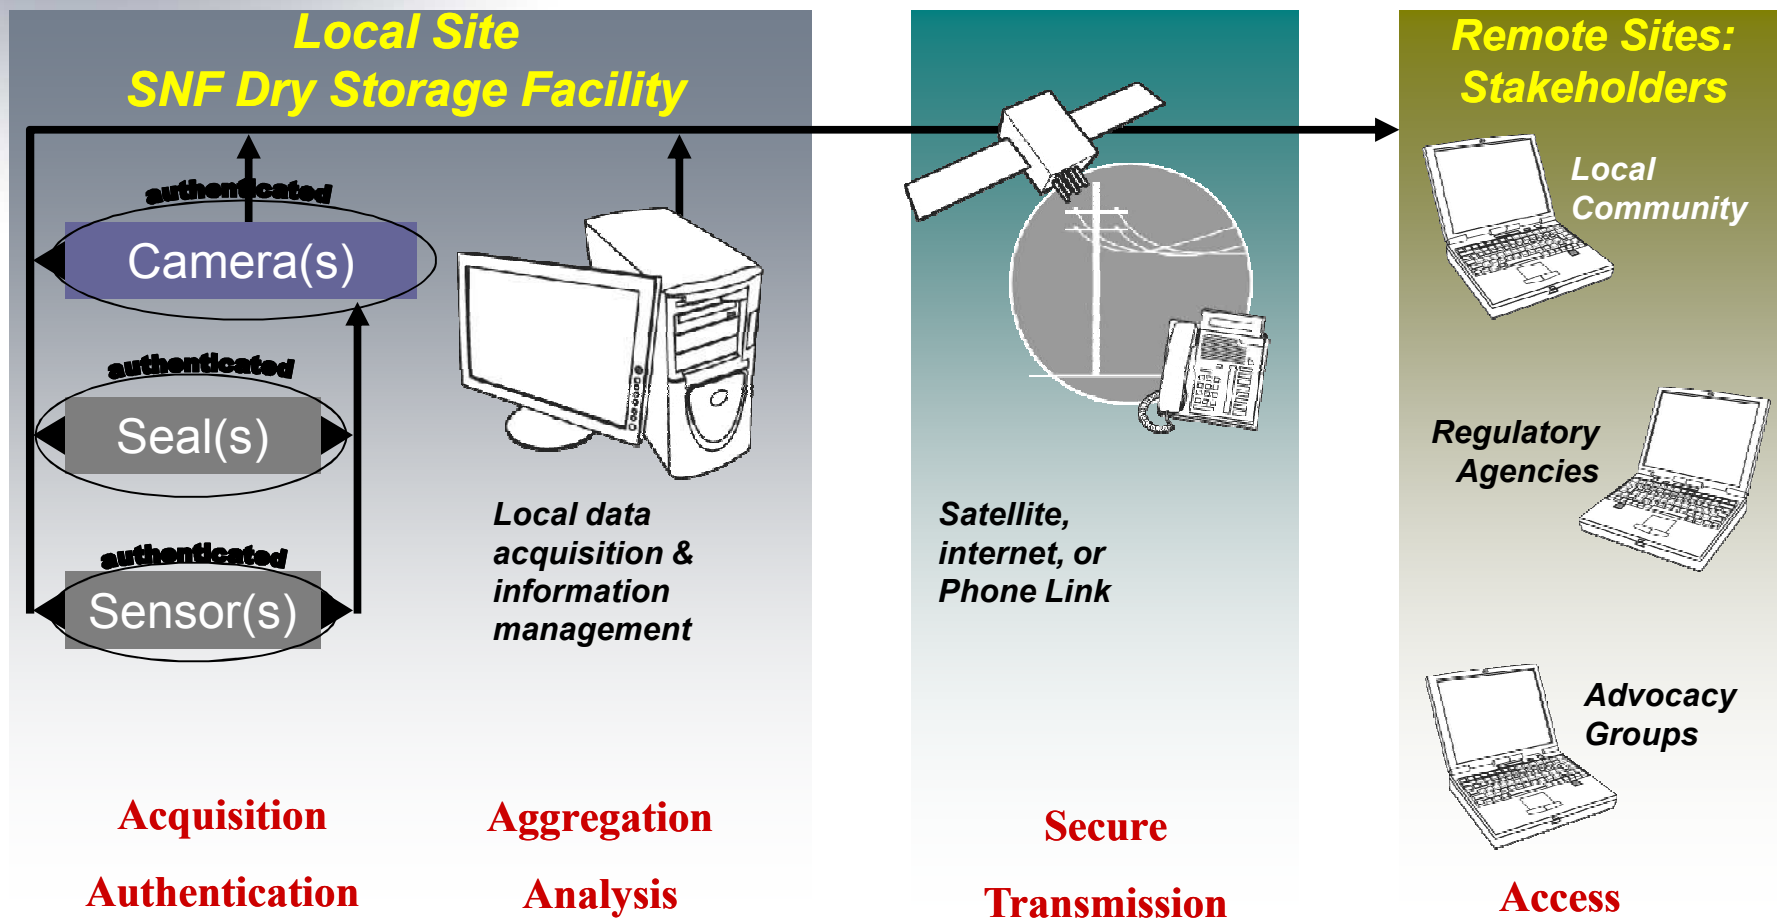 Local Site
SNF Dry Storage Facility
authenticated
Camera(s)
authenticated
Seal(s)
authenticated
Sensor(s)
Local data
acquisition &
information
management
Acquisition
Authentication
Aggregation
Analysis
Satellite,
internet, or
Phone Link
Secure
Transmission
Remote Sites:
Stakeholders
Local
Community
Regulatory
Agencies
Advocacy
Groups
Access